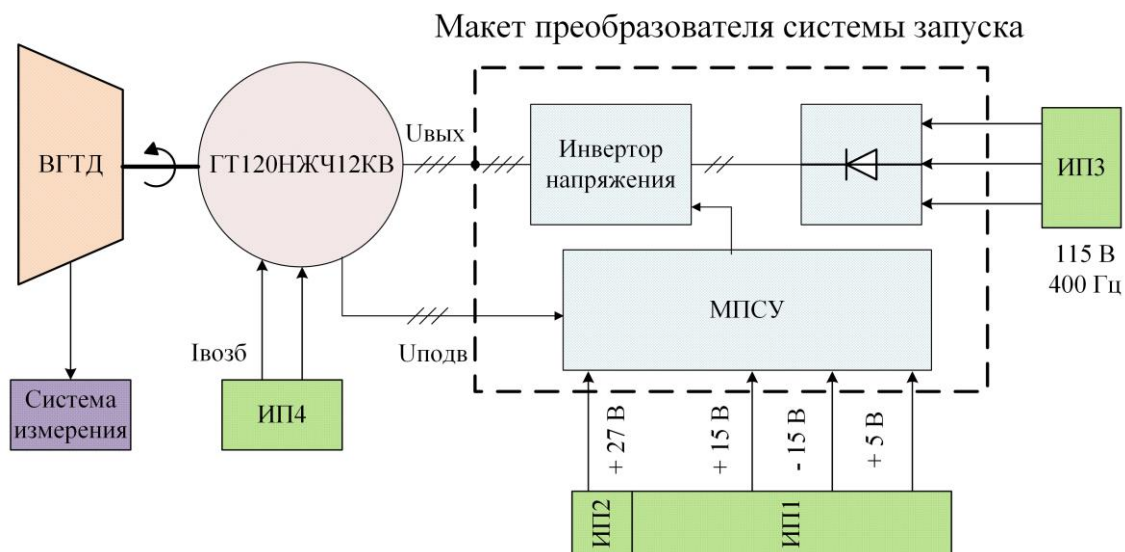 Макет преобразователя системы запуска
ВГТД
ГТ120НЖЧ12КВ
Uвых
Инвертор
напряжения
ИП3
115 В
400 Гц
МПСУ
Iвозб
Uподв
Система
измерения
ИП4
+ 27 В
+ 15 В
- 15 В
+ 5 В
ИП2
ИП1